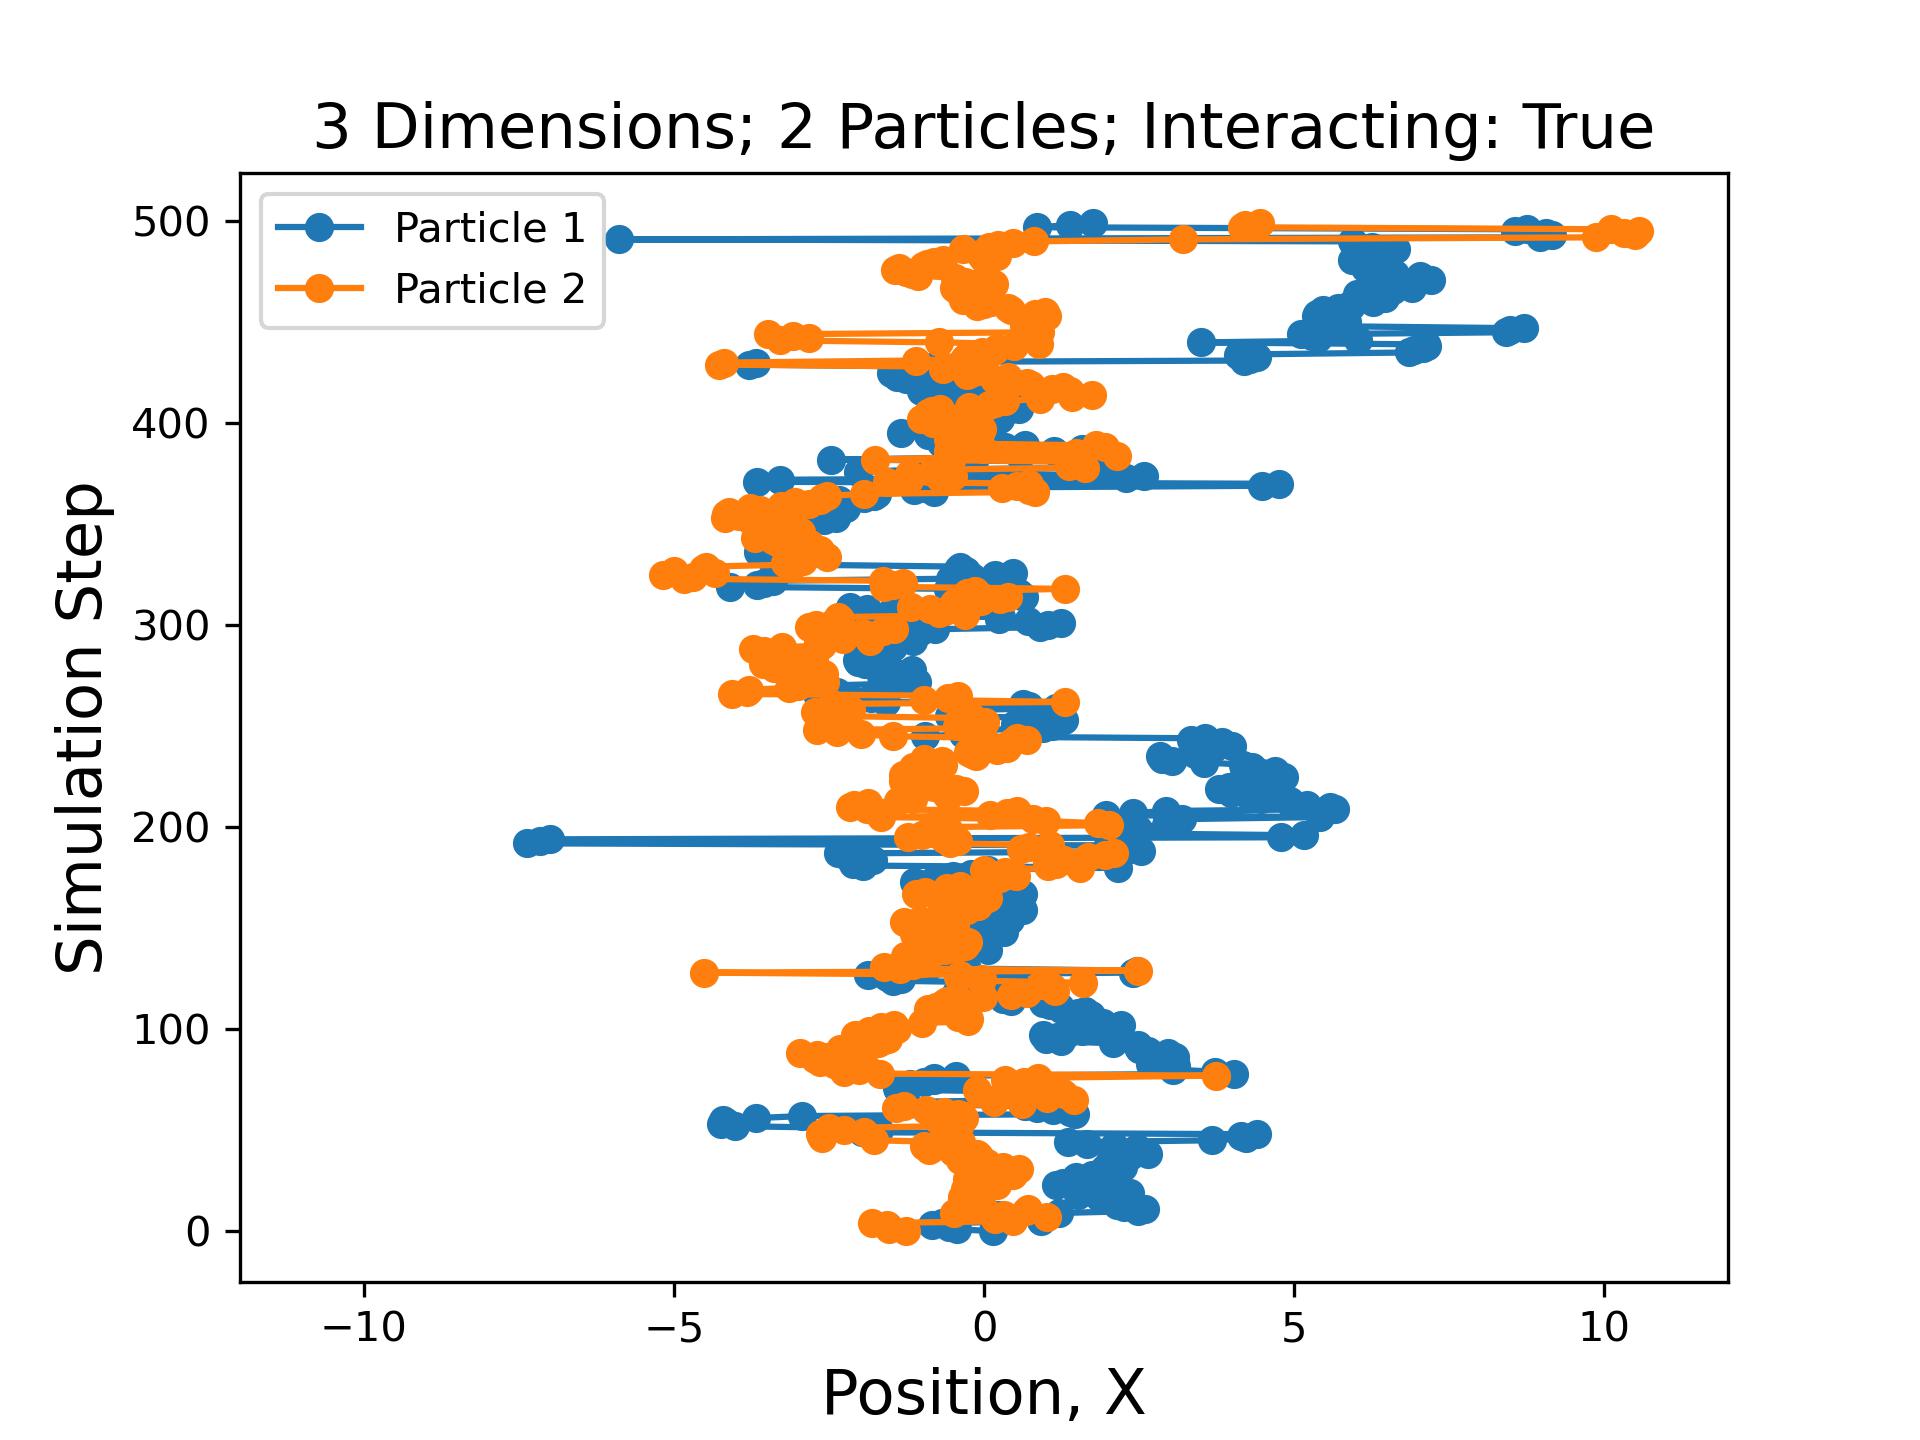 3 Dimensions; 2 Particles; Interacting: True
Particle 1
Particle 2
Simulation Step
500
400
300
200
100
0
−10
−5
0
5
10
Position, X